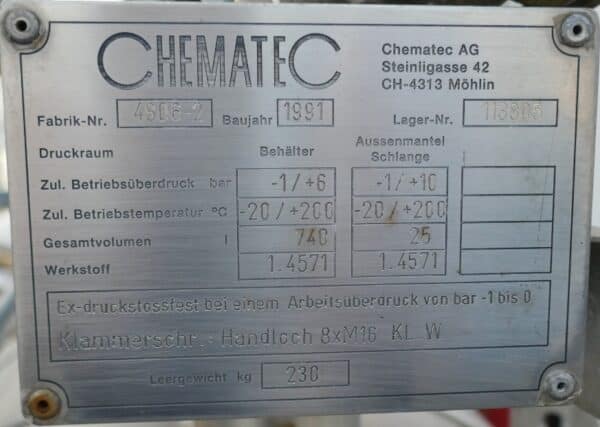 CHEMATEC
Chematec AG
Steinligasse 42
CH-4313 Möhlin
Fabrik-Nr. 4506-2 Baujahr 1991 Lager-Nr.
Druckraum Behälter Aussenmantel Schlange
Zul. Betriebsüberdruck bar -1/+6 -1/+10
Zul. Betriebstemperatur °C -20/+200 -20/+200
Gesamtvolumen l 740 25
Werkstoff 1.4571 1.4571
Ex-druckstossfest bei einem Arbeitsüberdruck von bar -1 bis 0
Klammerschr.- Handloch 8xM16 KL.W
Leergewicht kg 230